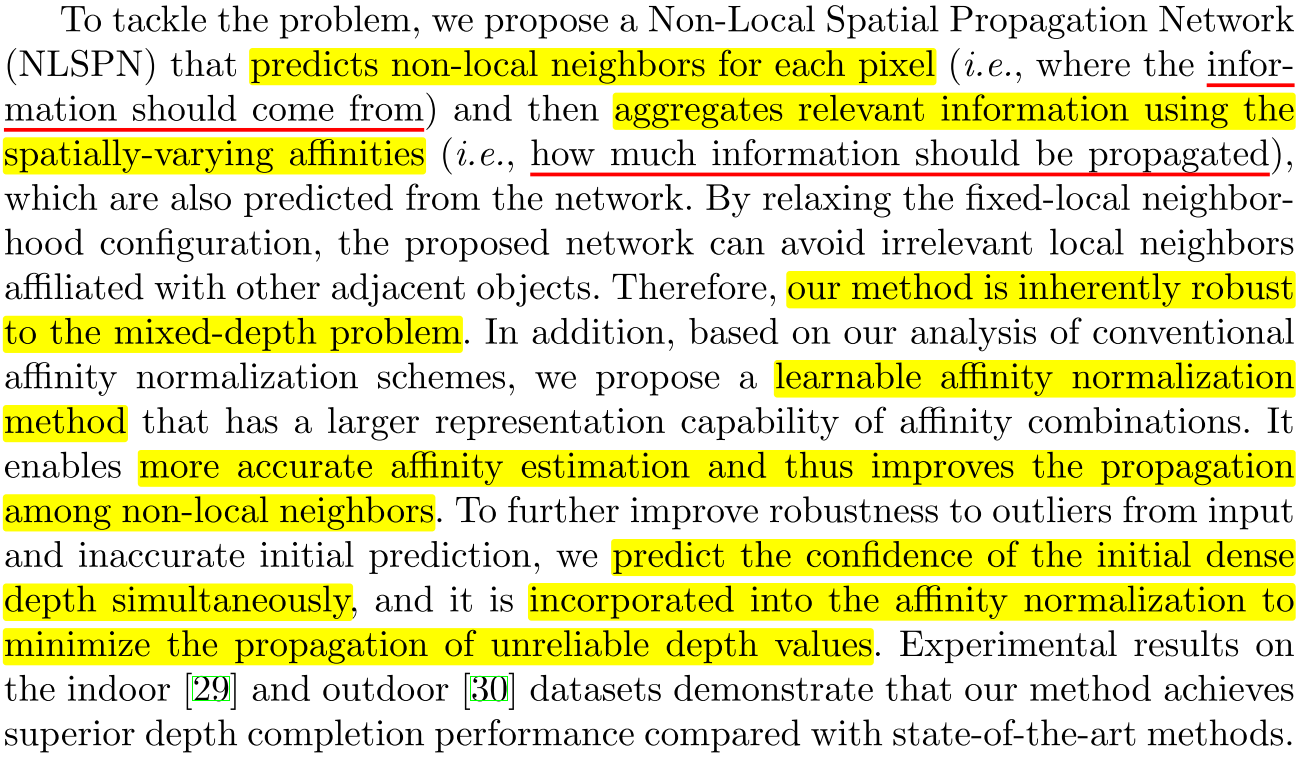 To tackle the problem, we propose a Non-Local Spatial Propagation Network
(NLSPN) that predicts non-local neighbors for each pixel (i.e., where the infor-
mation should come from) and then aggregates relevant information using the
spatially-varying affinities (i.e., how much information should be propagated),
which are also predicted from the network. By relaxing the fixed-local neighbor-
hood configuration, the proposed network can avoid irrelevant local neighbors
affiliated with other adjacent objects. Therefore, our method is inherently robust
to the mixed-depth problem. In addition, based on our analysis of conventional
affinity normalization schemes, we propose a learnable affinity normalization
method that has a larger representation capability of affinity combinations. It
enables more accurate affinity estimation and thus improves the propagation
among non-local neighbors. To further improve robustness to outliers from input
and inaccurate initial prediction, we predict the confidence of the initial dense
depth simultaneously, and it is incorporated into the affinity normalization to
minimize the propagation of unreliable depth values. Experimental results on
the indoor [29] and outdoor [30] datasets demonstrate that our method achieves
superior depth completion performance compared with state-of-the-art methods.